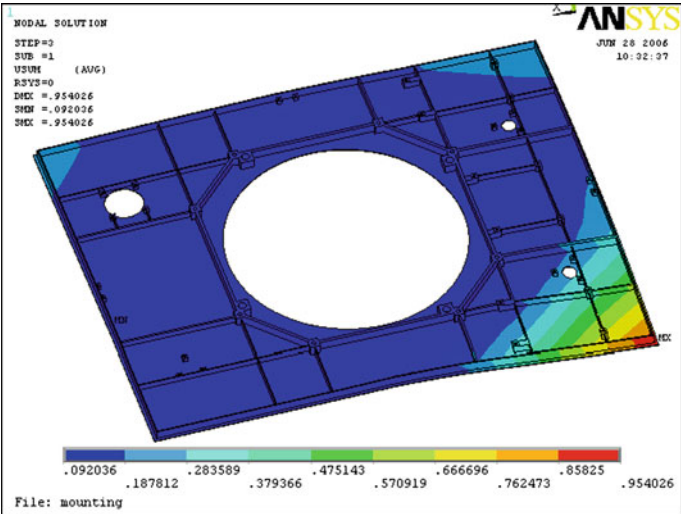 1
NODAL SOLUTION
STEP=3
SUB =1
USUM (AVG)
RSYS=0
DMX =.954026
SMN =.092036
SMX =.954026
ANSYS
JUN 28 2006
10:32:37
MN
MX
.092036 .283589 .475143 .666696 .85825
.187812 .379366 .570919 .762473 .954026
File: mounting